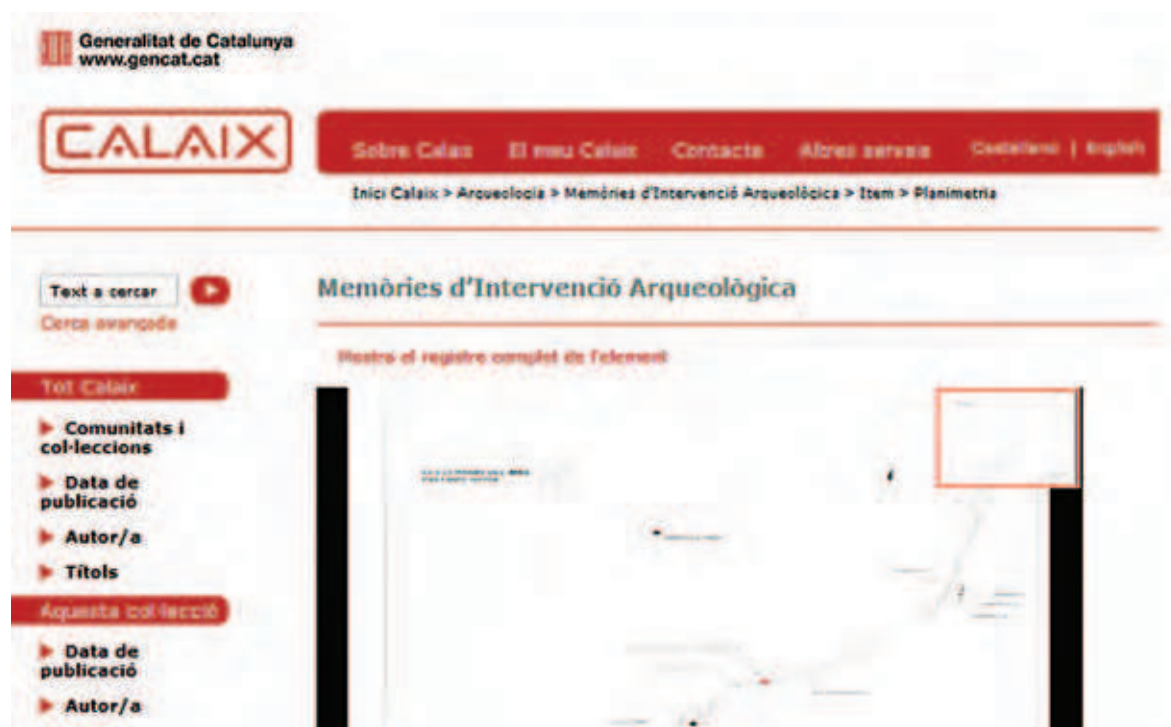 Generalitat de Catalunya
www.gencat.cat
CALAIX
Sobre Calaix El meu Calaix Contacte Altres serveis Castellano | English
Inici Calaix > Arqueologia > Memòries d'Intervenció Arqueològica > Item > Planimetria
Text a cercar
Cerca avançada
Memòries d'Intervenció Arqueològica
Mostra el registre complet de l'element
Tot Calaix
Comunitats i
col·leccions
Data de
publicació
Autor/a
Títols
Aquesta col·lecció
Data de
publicació
Autor/a